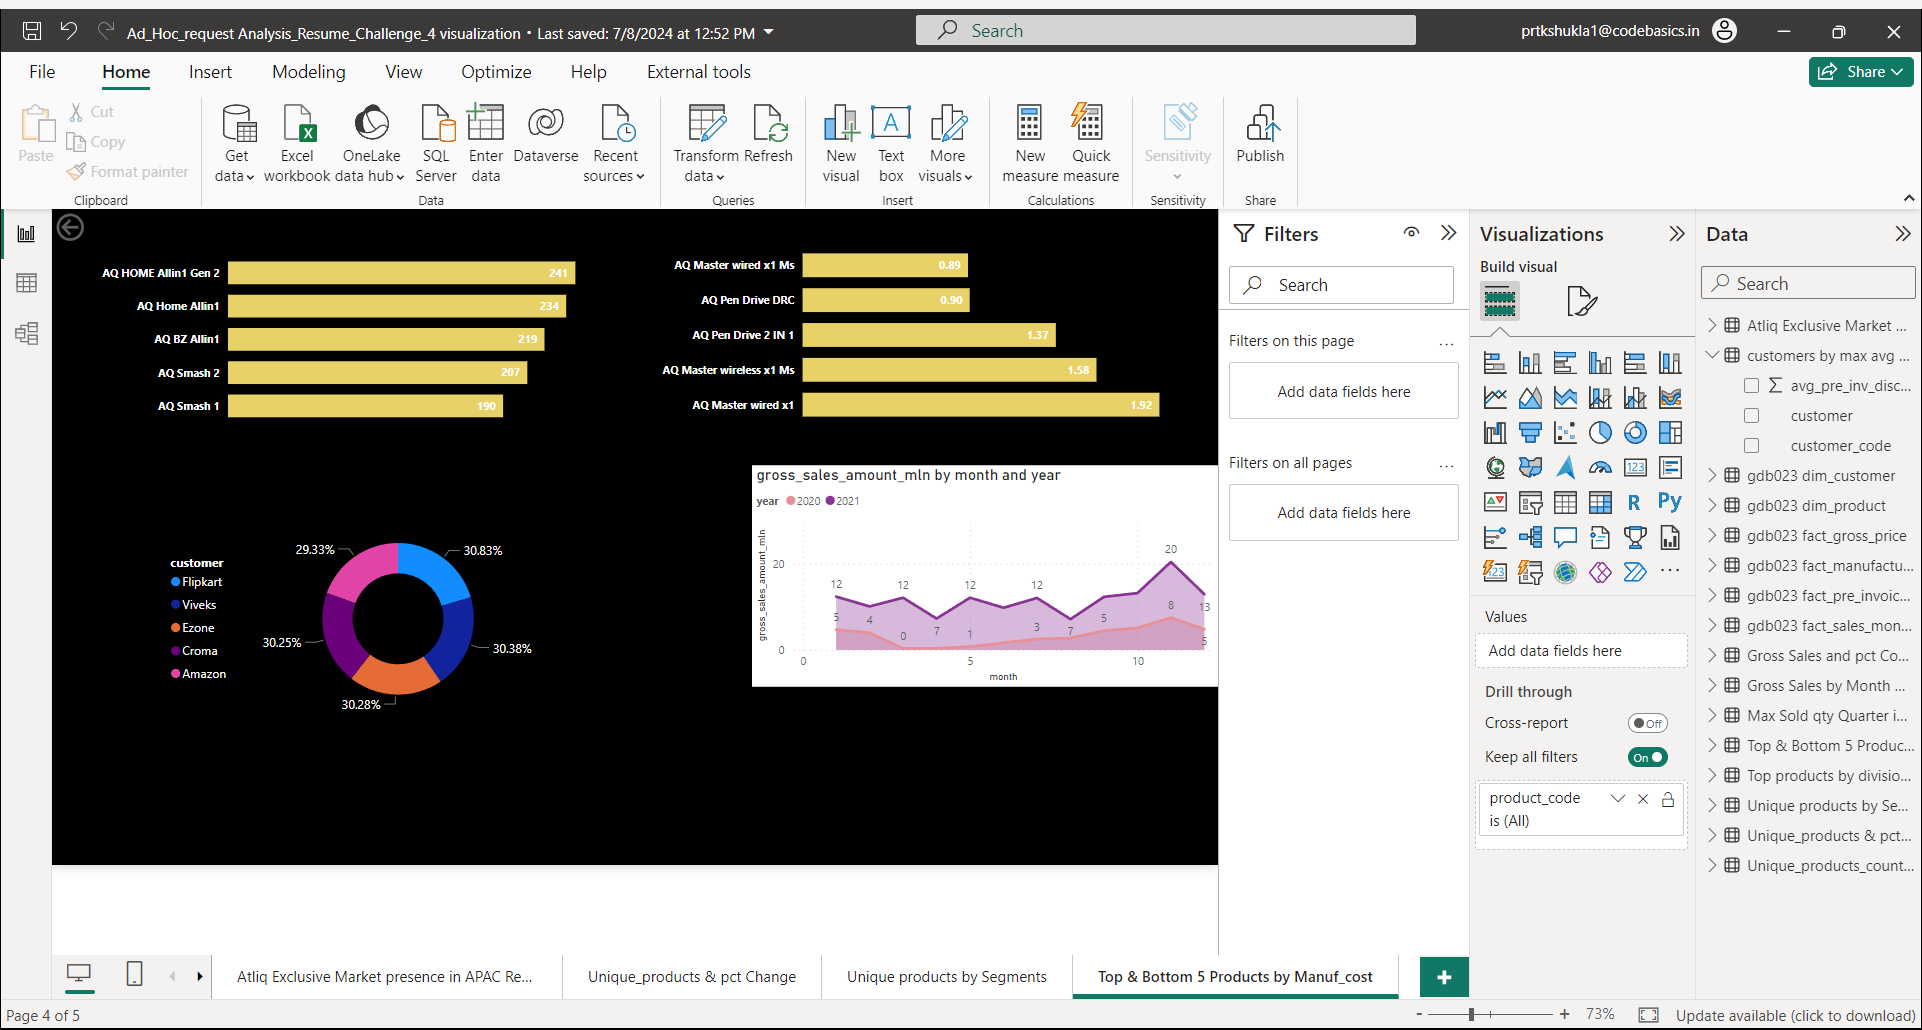 Ad_Hoc_request Analysis_Resume_Challenge_4 visualization • Last saved: 7/8/2024 at 12:52 PM
Search
prtkshukla1@codebasics.in
File Home Insert Modeling View Optimize Help External tools
Share
Paste
Cut
Copy
Format painter
Clipboard
Get data
Excel workbook
OneLake data hub
SQL Server
Enter data
Dataverse
Recent sources
Data
Transform data
Refresh
Queries
New visual
Text box
More visuals
Insert
New measure
Quick measure
Calculations
Sensitivity
Sensitivity
Publish
Share
AQ HOME Allin1 Gen 2 241
AQ Home Allin1 234
AQ BZ Allin1 219
AQ Smash 2 207
AQ Smash 1 190
AQ Master wired x1 Ms 0.89
AQ Pen Drive DRC 0.90
AQ Pen Drive 2 IN 1 1.37
AQ Master wireless x1 Ms 1.58
AQ Master wired x1 1.92
customer
Flipkart
Viveks
Ezone
Croma
Amazon
29.33%
30.83%
30.25%
30.38%
30.28%
gross_sales_amount_mln by month and year
year 2020 2021
gross_sales_amount_mln
20
0
12 12 12 12 20 13
5 4 0 7 1 3 7 5 8 5
0 5 10
month
Filters
Search
Filters on this page ...
Add data fields here
Filters on all pages ...
Add data fields here
Visualizations
Build visual
123
R
Py
123
...
Values
Add data fields here
Drill through
Cross-report Off
Keep all filters On
product_code
is (All)
Data
Search
Atliq Exclusive Market ...
customers by max avg ...
∑ avg_pre_inv_disc...
customer
customer_code
gdb023 dim_customer
gdb023 dim_product
gdb023 fact_gross_price
gdb023 fact_manufactu...
gdb023 fact_pre_invoic...
gdb023 fact_sales_mon...
Gross Sales and pct Co...
Gross Sales by Month ...
Max Sold qty Quarter i...
Top & Bottom 5 Produc...
Top products by divisio...
Unique products by Se...
Unique_products & pct...
Unique_products_count...
Atliq Exclusive Market presence in APAC Re...
Unique_products & pct Change
Unique products by Segments
Top & Bottom 5 Products by Manuf_cost
+
Page 4 of 5
- + 73%
Update available (click to download)